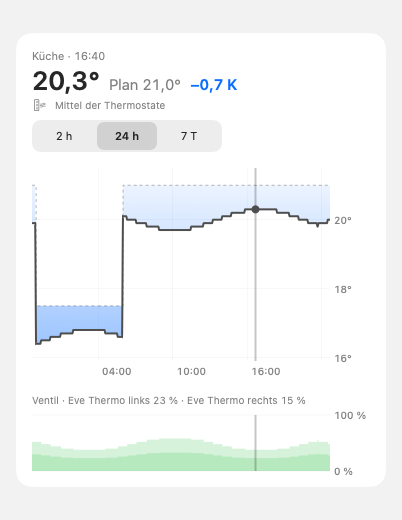 Küche · 16:40
20,3° Plan 21,0° −0,7 K
Mittel der Thermostate
2 h 24 h 7 T
20°
18°
16°
04:00 10:00 16:00
Ventil · Eve Thermo links 23 % · Eve Thermo rechts 15 %
100 %
0 %